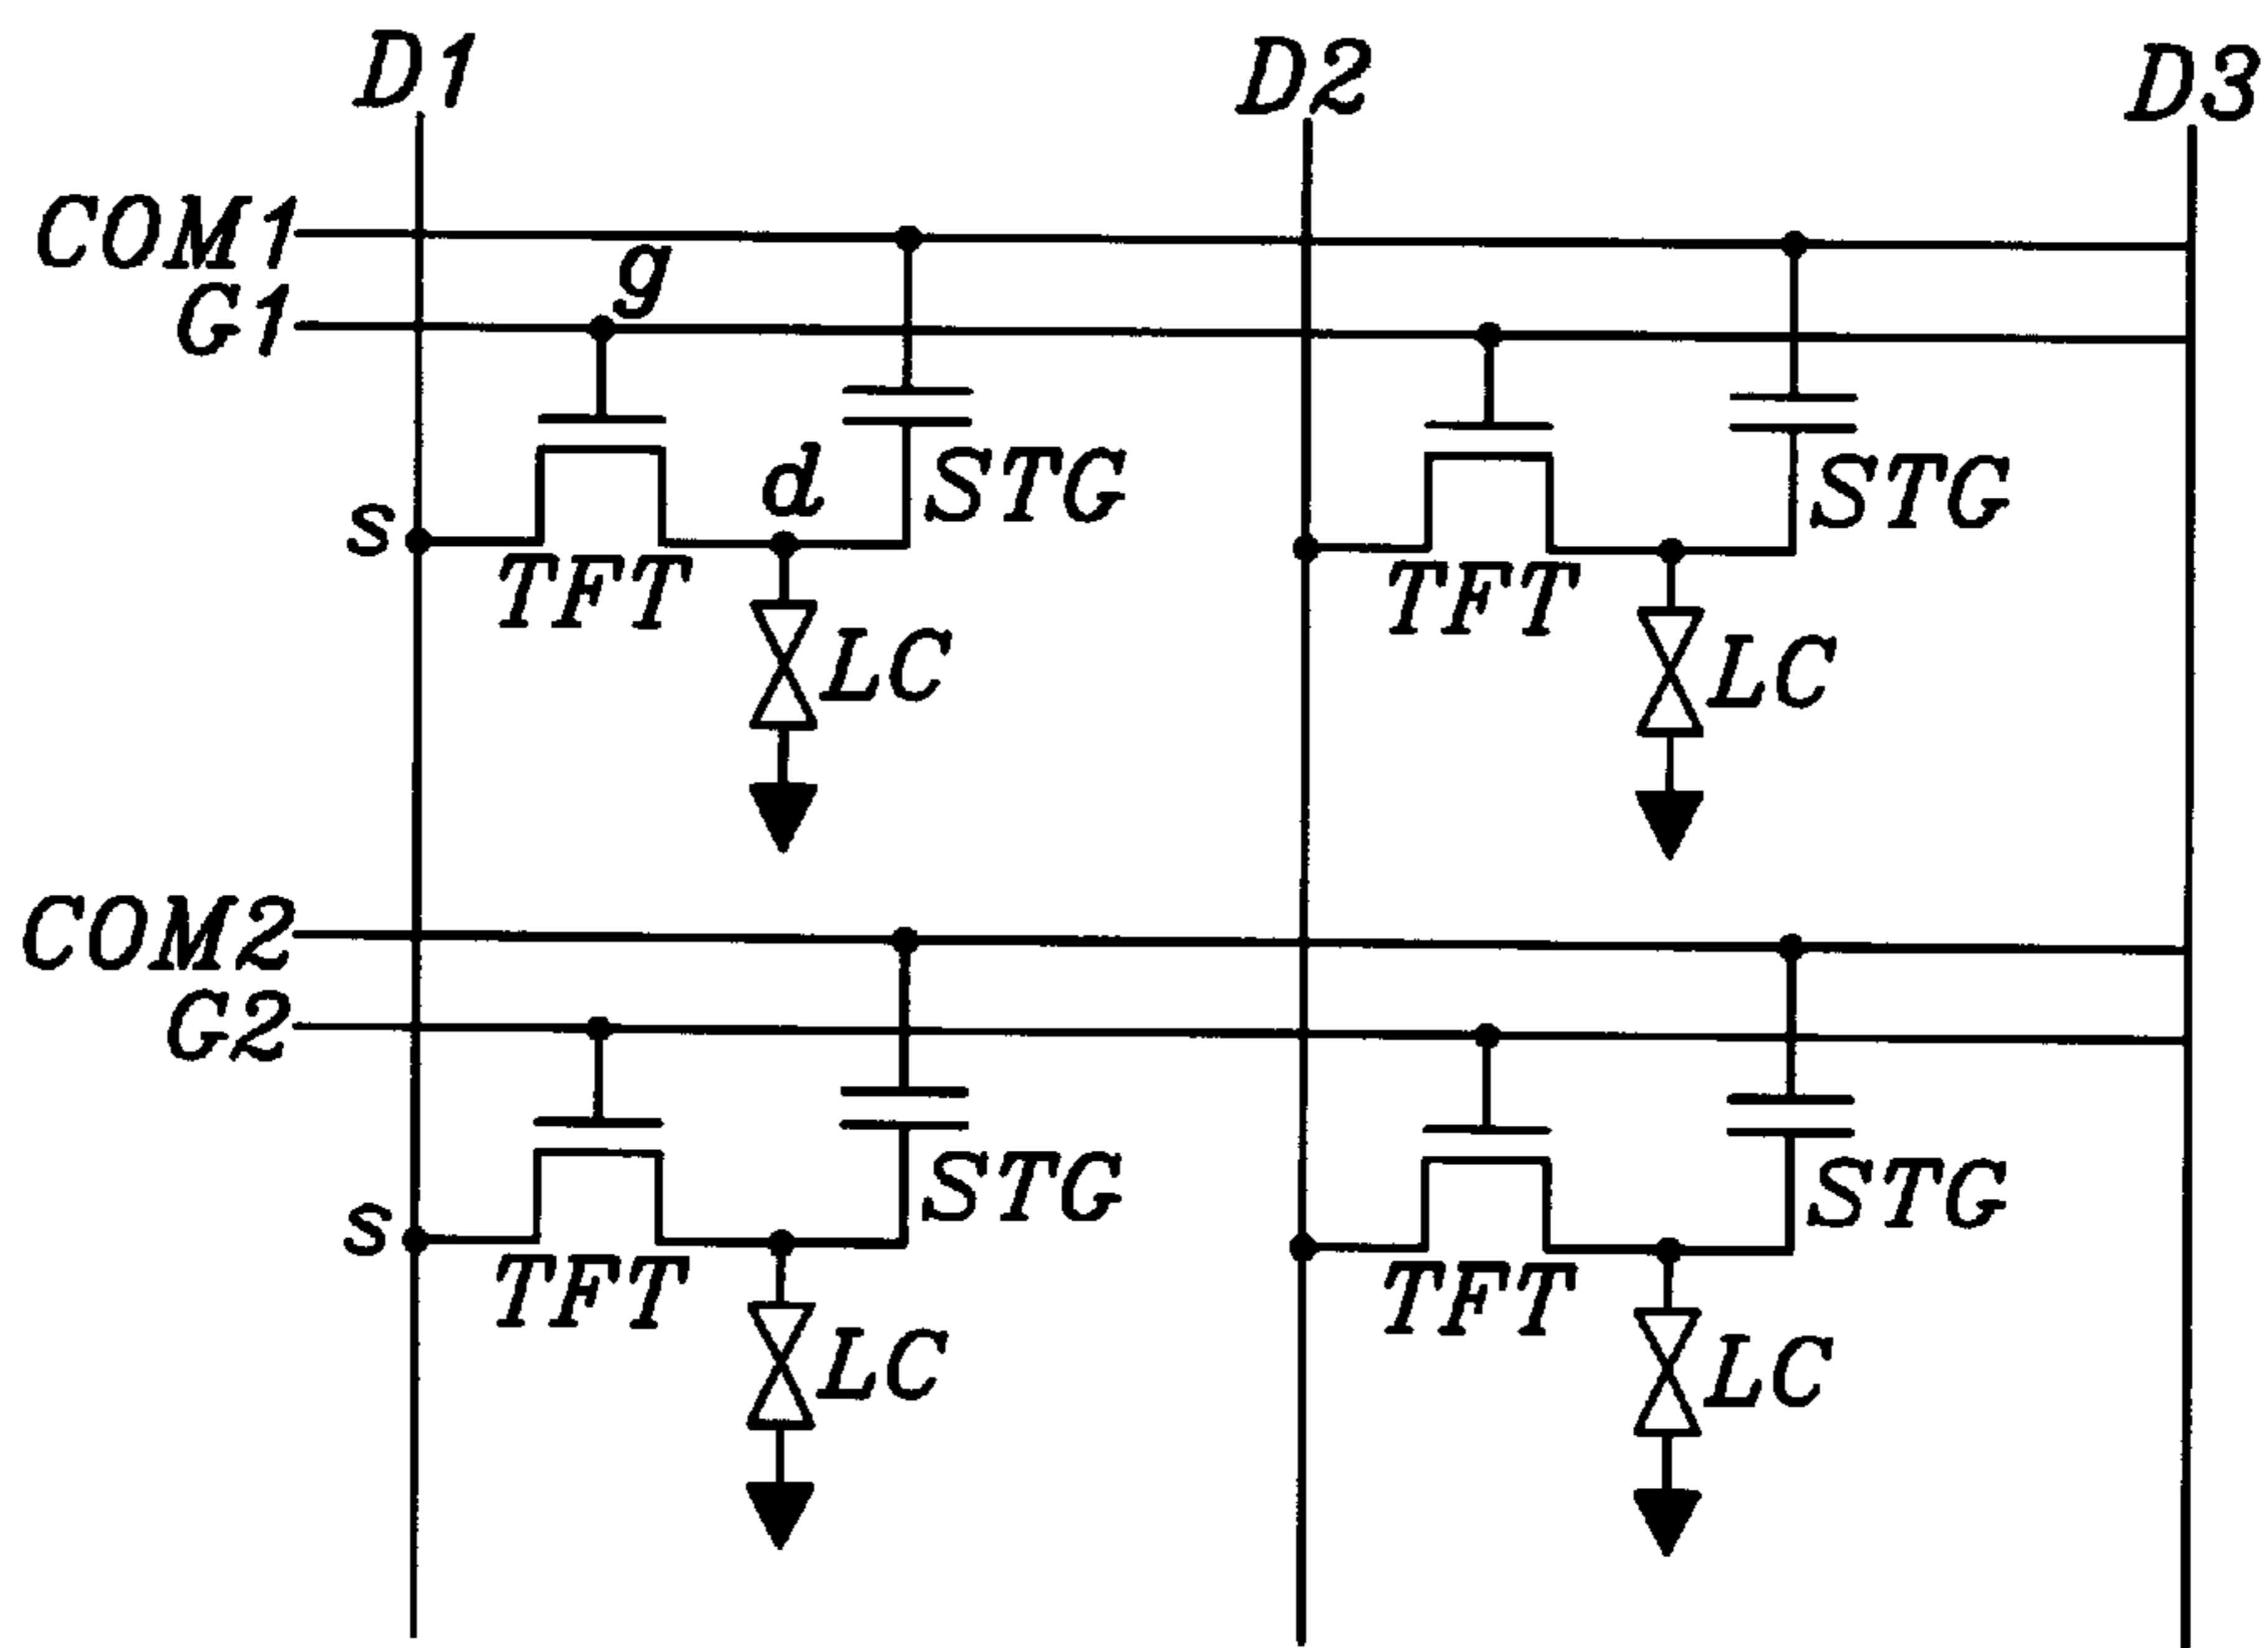 D1 D2 D3
COM1
g
G1
d STG STG
s
TFT TFT
LC LC
COM2
G2
STG STG
s
TFT TFT
LC LC